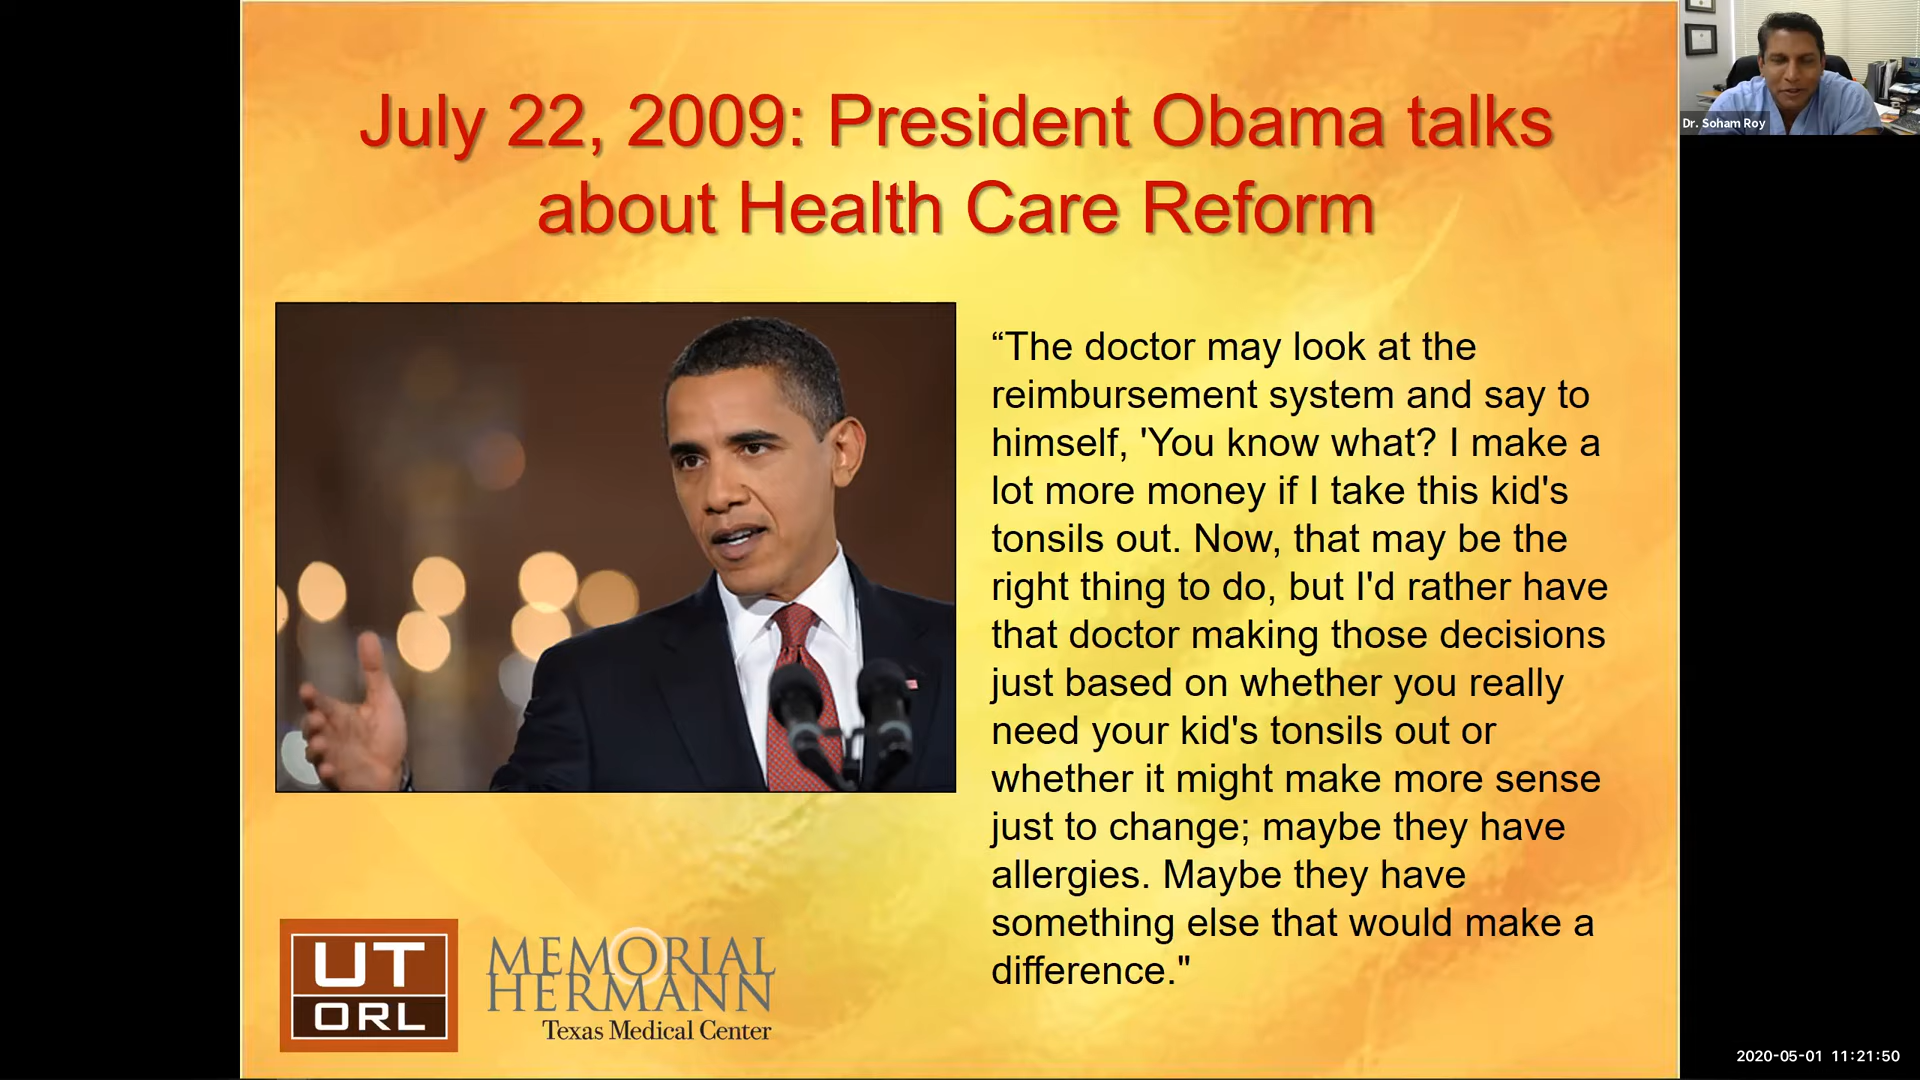 July 22, 2009: President Obama talks
about Health Care Reform
“The doctor may look at the
reimbursement system and say to
himself, 'You know what? I make a
lot more money if I take this kid's
tonsils out. Now, that may be the
right thing to do, but I'd rather have
that doctor making those decisions
just based on whether you really
need your kid's tonsils out or
whether it might make more sense
just to change; maybe they have
allergies. Maybe they have
something else that would make a
difference."
UT
ORL
MEMORIAL
HERMANN
Texas Medical Center
Dr. Soham Roy
2020-05-01 11:21:50